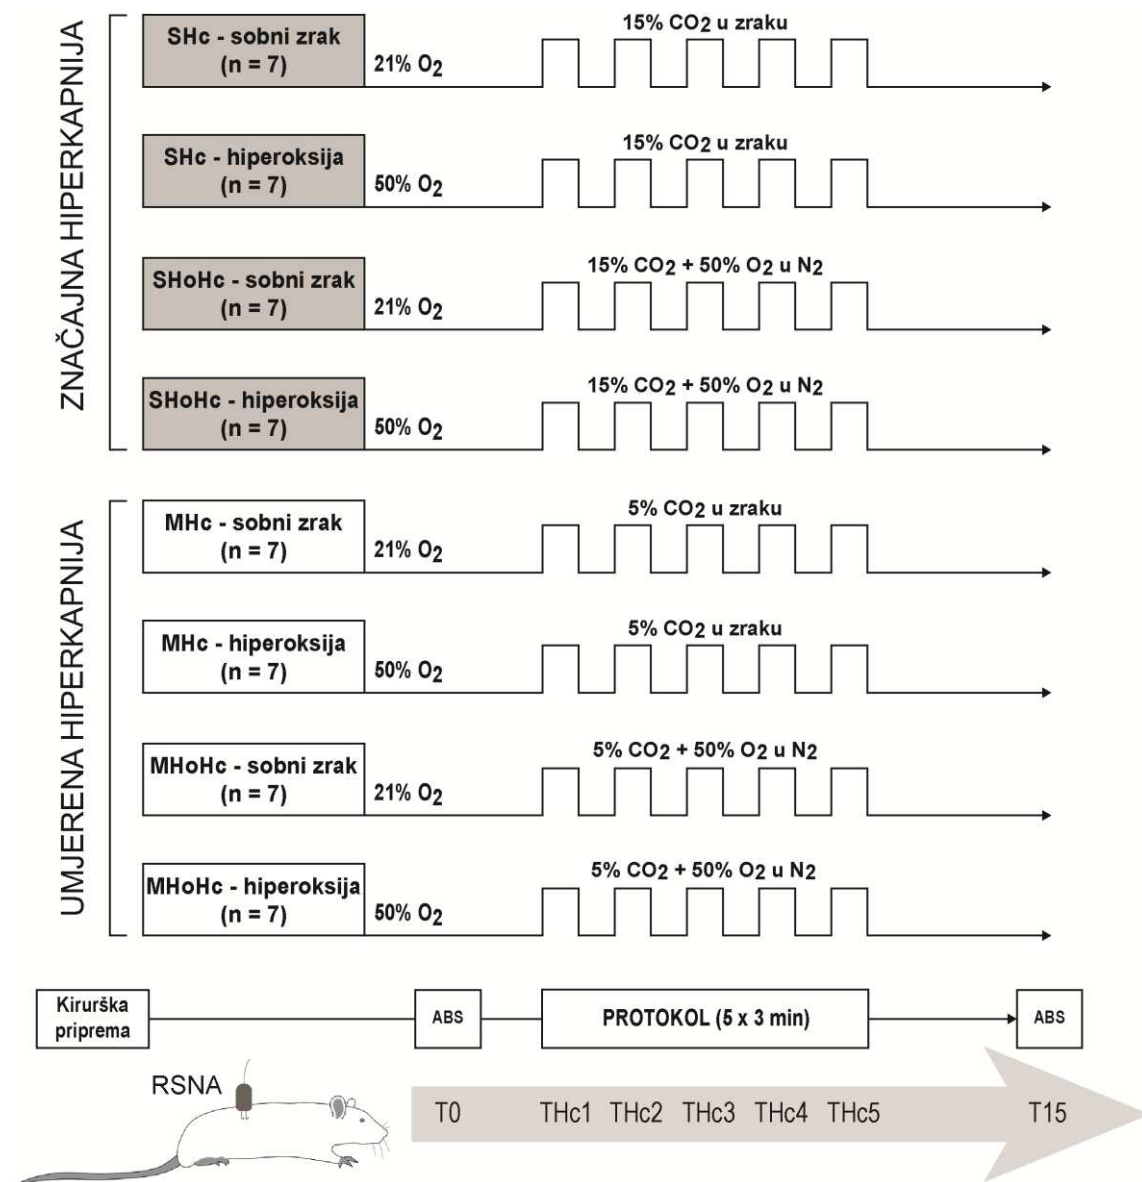 ZNAČAJNA HIPERKAPNIJA
SHc - sobni zrak
(n = 7)
21% O2
15% CO2 u zraku
SHc - hiperoksija
(n = 7)
50% O2
15% CO2 u zraku
SHoHc - sobni zrak
(n = 7)
21% O2
15% CO2 + 50% O2 u N2
SHoHc - hiperoksija
(n = 7)
50% O2
15% CO2 + 50% O2 u N2
UMJERENA HIPERKAPNIJA
MHc - sobni zrak
(n = 7)
21% O2
5% CO2 u zraku
MHc - hiperoksija
(n = 7)
50% O2
5% CO2 u zraku
MHoHc - sobni zrak
(n = 7)
21% O2
5% CO2 + 50% O2 u N2
MHoHc - hiperoksija
(n = 7)
50% O2
5% CO2 + 50% O2 u N2
Kirurška
priprema
ABS
PROTOKOL (5 x 3 min)
ABS
RSNA
T0
THc1 THc2 THc3 THc4 THc5
T15